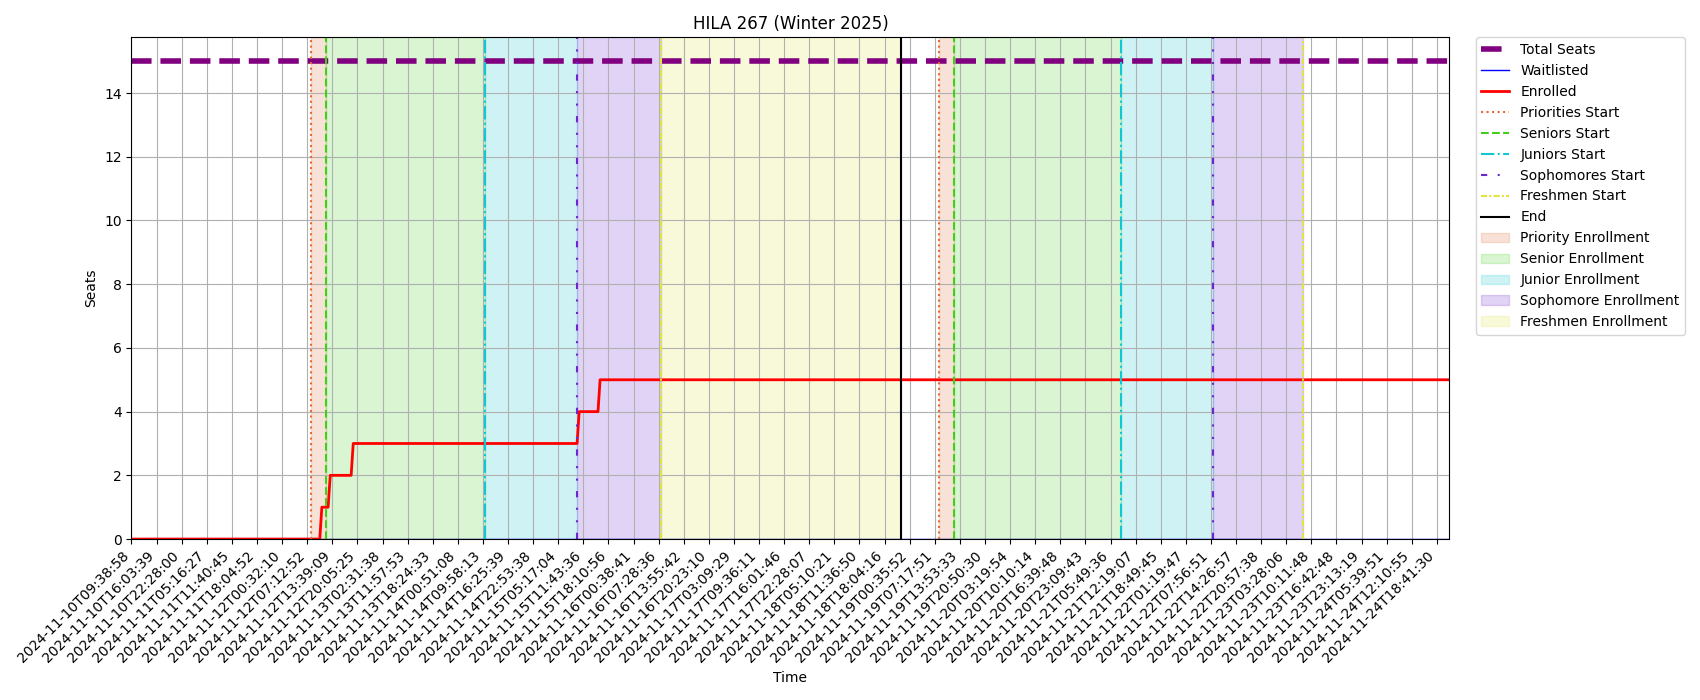 HILA 267 (Winter 2025)
Seats
14
12
10
8
6
4
2
0
2024-11-10T09:38:58
2024-11-10T16:03:39
2024-11-10T22:28:00
2024-11-11T05:16:27
2024-11-11T11:40:45
2024-11-11T18:04:52
2024-11-12T00:32:10
2024-11-12T07:12:52
2024-11-12T13:39:09
2024-11-12T20:05:25
2024-11-13T02:31:38
2024-11-13T11:57:53
2024-11-13T18:24:33
2024-11-14T00:51:08
2024-11-14T09:58:13
2024-11-14T16:25:39
2024-11-14T22:53:38
2024-11-15T05:17:04
2024-11-15T11:43:36
2024-11-15T18:10:56
2024-11-16T00:38:41
2024-11-16T07:28:36
2024-11-16T13:55:42
2024-11-16T20:23:10
2024-11-17T03:09:29
2024-11-17T09:36:11
2024-11-17T16:01:46
2024-11-17T22:28:07
2024-11-18T05:10:21
2024-11-18T11:36:50
2024-11-18T18:04:16
2024-11-19T00:35:52
2024-11-19T07:17:51
2024-11-19T13:53:33
2024-11-19T20:50:30
2024-11-20T03:19:54
2024-11-20T10:10:14
2024-11-20T16:39:48
2024-11-20T23:09:43
2024-11-21T05:49:36
2024-11-21T12:19:07
2024-11-21T18:49:45
2024-11-22T01:19:47
2024-11-22T07:56:51
2024-11-22T14:26:57
2024-11-22T20:57:38
2024-11-23T03:28:06
2024-11-23T10:11:48
2024-11-23T16:42:48
2024-11-23T23:13:19
2024-11-24T05:39:51
2024-11-24T12:10:55
2024-11-24T18:41:30
Time
Total Seats
Waitlisted
Enrolled
Priorities Start
Seniors Start
Juniors Start
Sophomores Start
Freshmen Start
End
Priority Enrollment
Senior Enrollment
Junior Enrollment
Sophomore Enrollment
Freshmen Enrollment